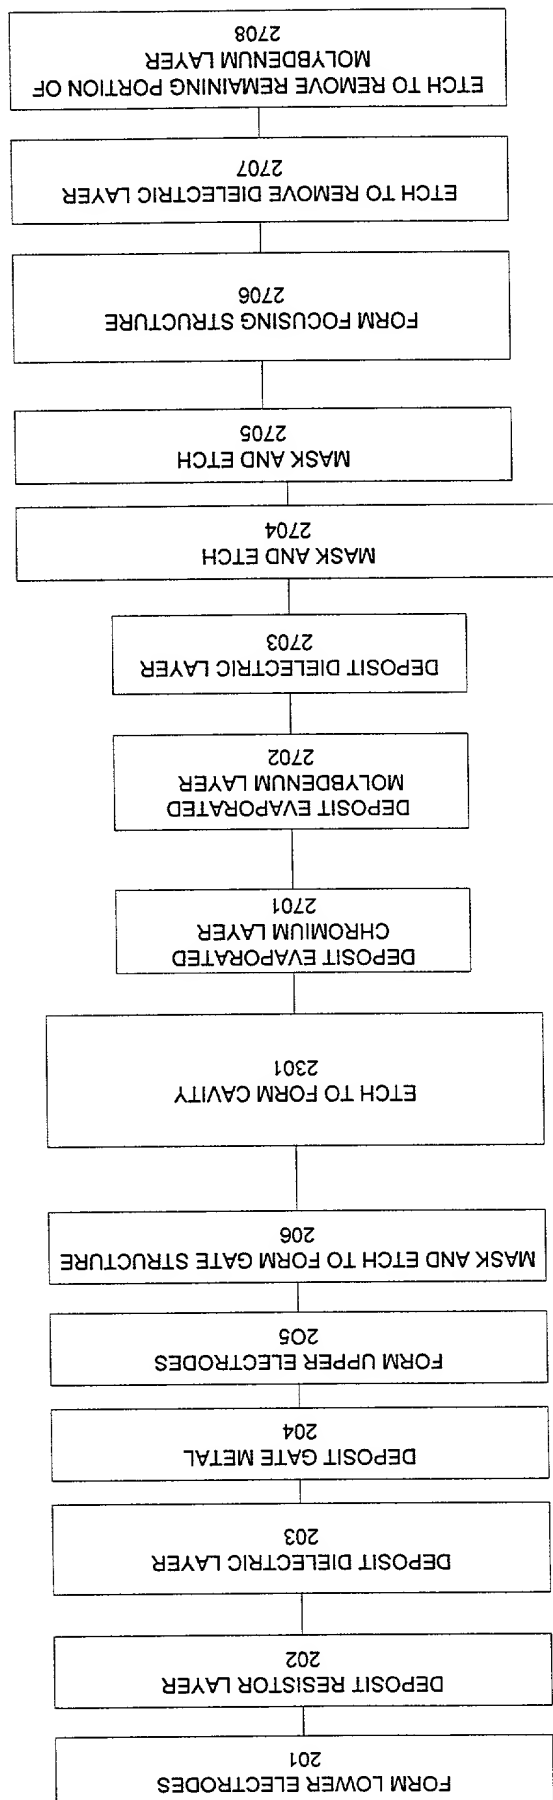 FORM LOWER ELECTRODES
201
DEPOSIT RESISTOR LAYER
202
DEPOSIT DIELECTRIC LAYER
203
DEPOSIT GATE METAL
204
FORM UPPER ELECTRODES
205
MASK AND ETCH TO FORM GATE STRUCTURE
206
ETCH TO FORM CAVITY
2301
DEPOSIT EVAPORATED
CHROMIUM LAYER
2701
DEPOSIT EVAPORATED
MOLYBDENUM LAYER
2702
DEPOSIT DIELECTRIC LAYER
2703
MASK AND ETCH
2704
MASK AND ETCH
2705
FORM FOCUSING STRUCTURE
2706
ETCH TO REMOVE DIELECTRIC LAYER
2707
ETCH TO REMOVE REMAINING PORTION OF
MOLYBDENUM LAYER
2708